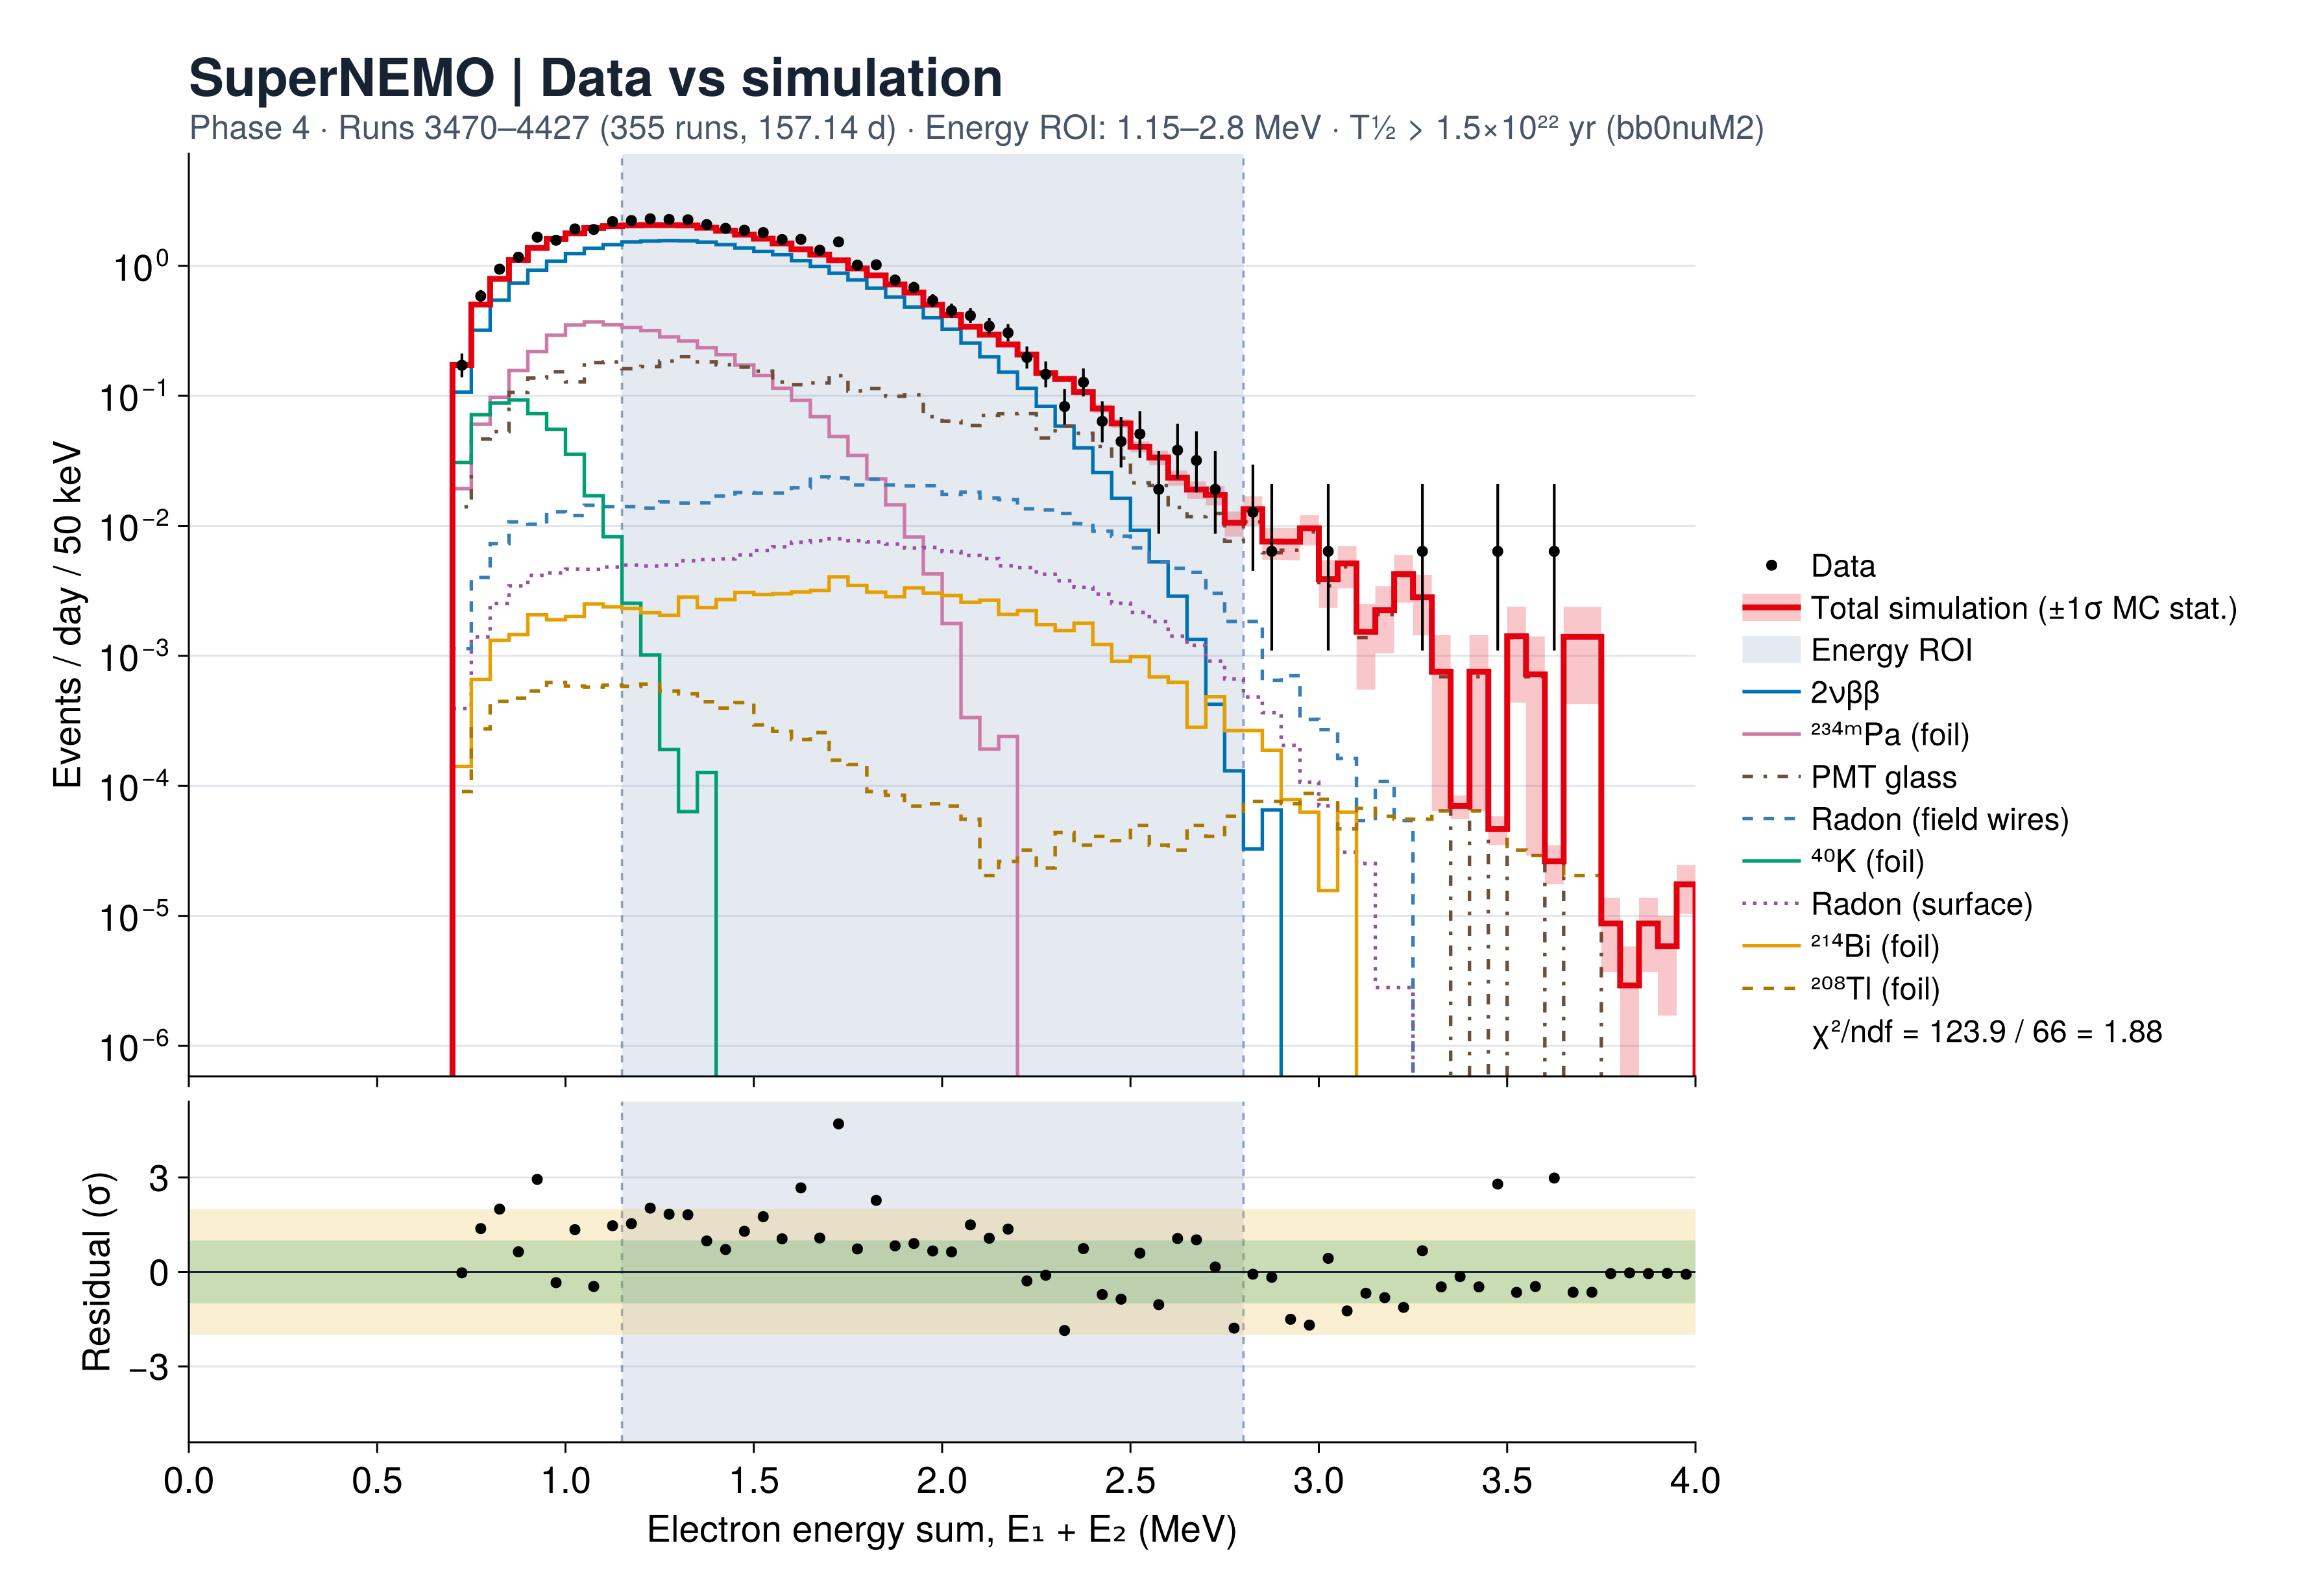 SuperNEMO | Data vs simulation
Phase 4 · Runs 3470–4427 (355 runs, 157.14 d) · Energy ROI: 1.15–2.8 MeV · T½ > 1.5×10²² yr (bb0nuM2)
Events / day / 50 keV
10⁰
10⁻¹
10⁻²
10⁻³
10⁻⁴
10⁻⁵
10⁻⁶
Data
Total simulation (±1σ MC stat.)
Energy ROI
2νββ
²³⁴ᵐPa (foil)
PMT glass
Radon (field wires)
⁴⁰K (foil)
Radon (surface)
²¹⁴Bi (foil)
²⁰⁸Tl (foil)
χ²/ndf = 123.9 / 66 = 1.88
Residual (σ)
3
0
−3
0.0 0.5 1.0 1.5 2.0 2.5 3.0 3.5 4.0
Electron energy sum, E₁ + E₂ (MeV)